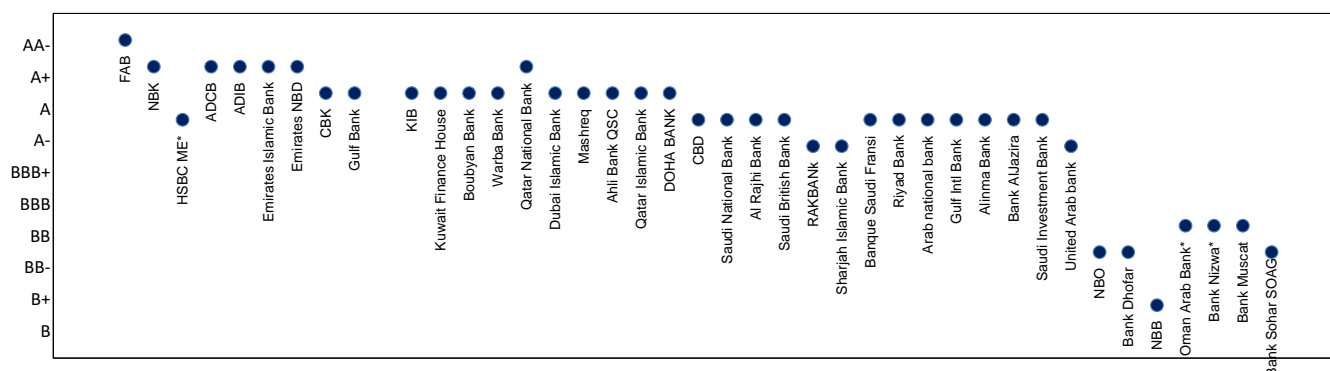 AA-
A+
A
A-
BBB+
BBB
BB
BB-
B+
B
FAB
NBK
HSBC ME*
ADCB
ADIB
Emirates Islamic Bank
Emirates NBD
CBK
Gulf Bank
KIB
Kuwait Finance House
Boubyan Bank
Warba Bank
Qatar National Bank
Dubai Islamic Bank
Mashreq
Ahli Bank QSC
Qatar Islamic Bank
DOHA BANK
CBD
Saudi National Bank
Al Rajhi Bank
Saudi British Bank
RAKBANk
Sharjah Islamic Bank
Banque Saudi Fransi
Riyad Bank
Arab national bank
Gulf Intl Bank
Alinma Bank
Bank AlJazira
Saudi Investment Bank
United Arab bank
NBO
Bank Dhofar
NBB
Oman Arab Bank*
Bank Nizwa*
Bank Muscat
Bank Sohar SOAG